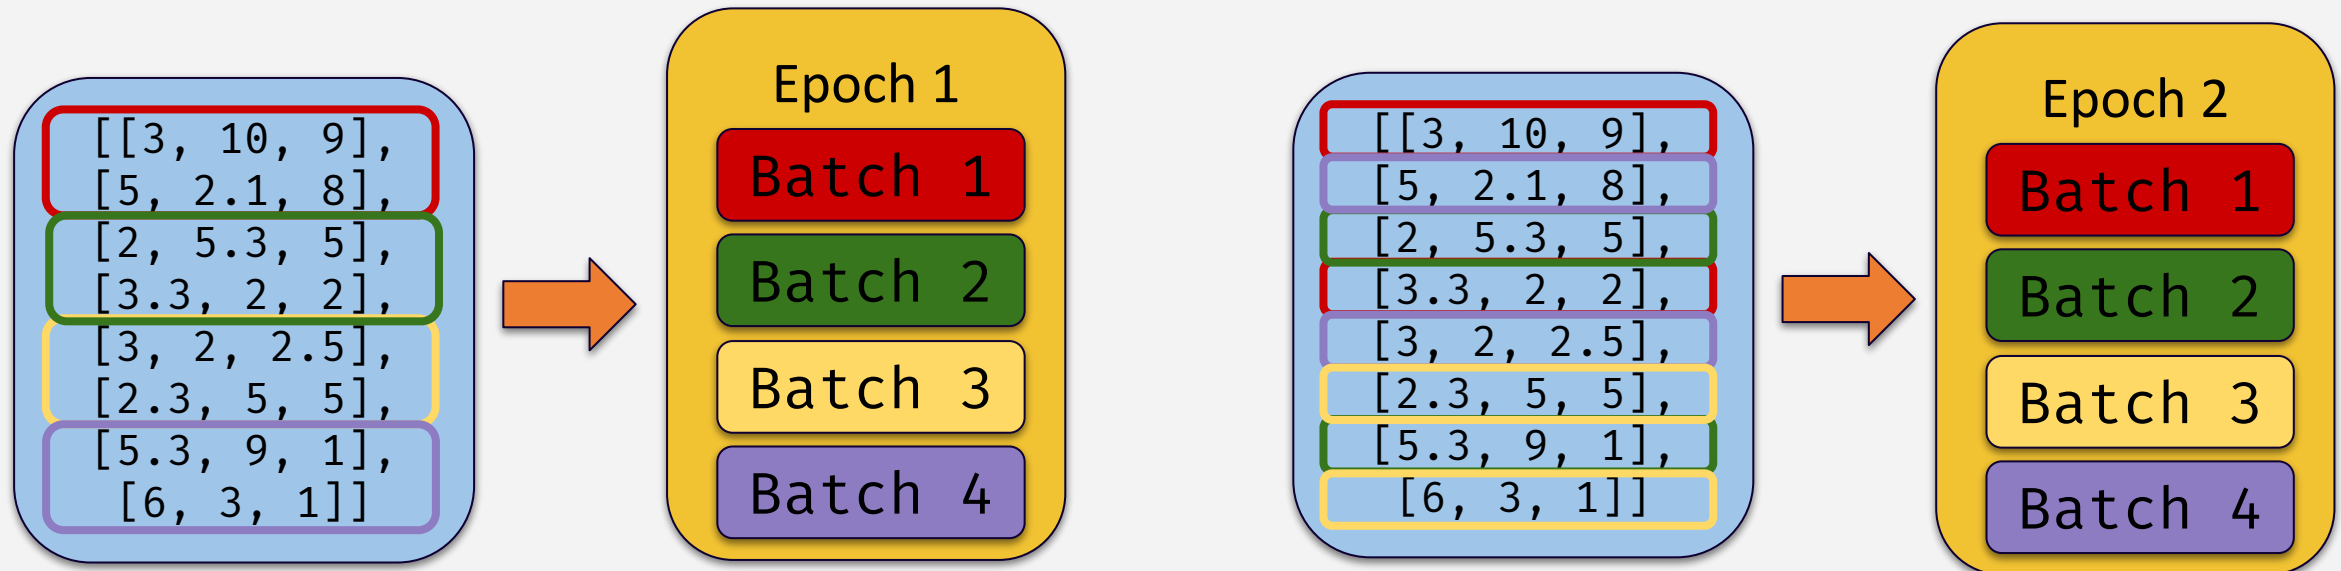 [[3, 10, 9],
[5, 2.1, 8],
[2, 5.3, 5],
[3.3, 2, 2],
[3, 2, 2.5],
[2.3, 5, 5],
[5.3, 9, 1],
[6, 3, 1]]
Epoch 1
Batch 1
Batch 2
Batch 3
Batch 4
[[3, 10, 9],
[5, 2.1, 8],
[2, 5.3, 5],
[3.3, 2, 2],
[3, 2, 2.5],
[2.3, 5, 5],
[5.3, 9, 1],
[6, 3, 1]]
Epoch 2
Batch 1
Batch 2
Batch 3
Batch 4